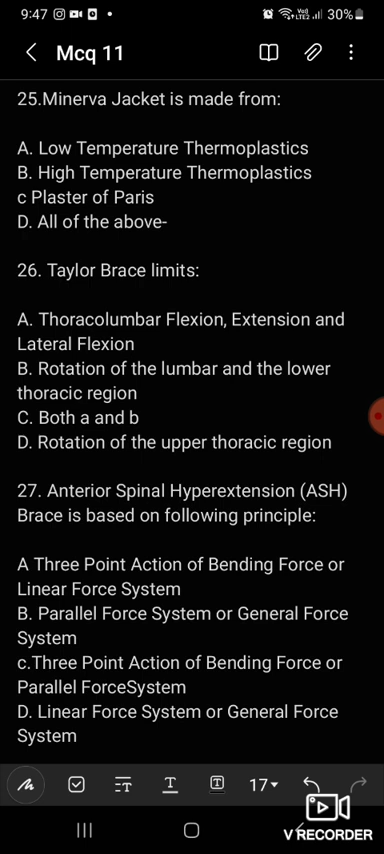 9:47
Vo))
LTE2
30%
Mcq 11
25.Minerva Jacket is made from:
A. Low Temperature Thermoplastics
B. High Temperature Thermoplastics
c Plaster of Paris
D. All of the above-
26. Taylor Brace limits:
A. Thoracolumbar Flexion, Extension and
Lateral Flexion
B. Rotation of the lumbar and the lower
thoracic region
C. Both a and b
D. Rotation of the upper thoracic region
27. Anterior Spinal Hyperextension (ASH)
Brace is based on following principle:
A Three Point Action of Bending Force or
Linear Force System
B. Parallel Force System or General Force
System
c.Three Point Action of Bending Force or
Parallel ForceSystem
D. Linear Force System or General Force
System
T T T 17
V RECORDER